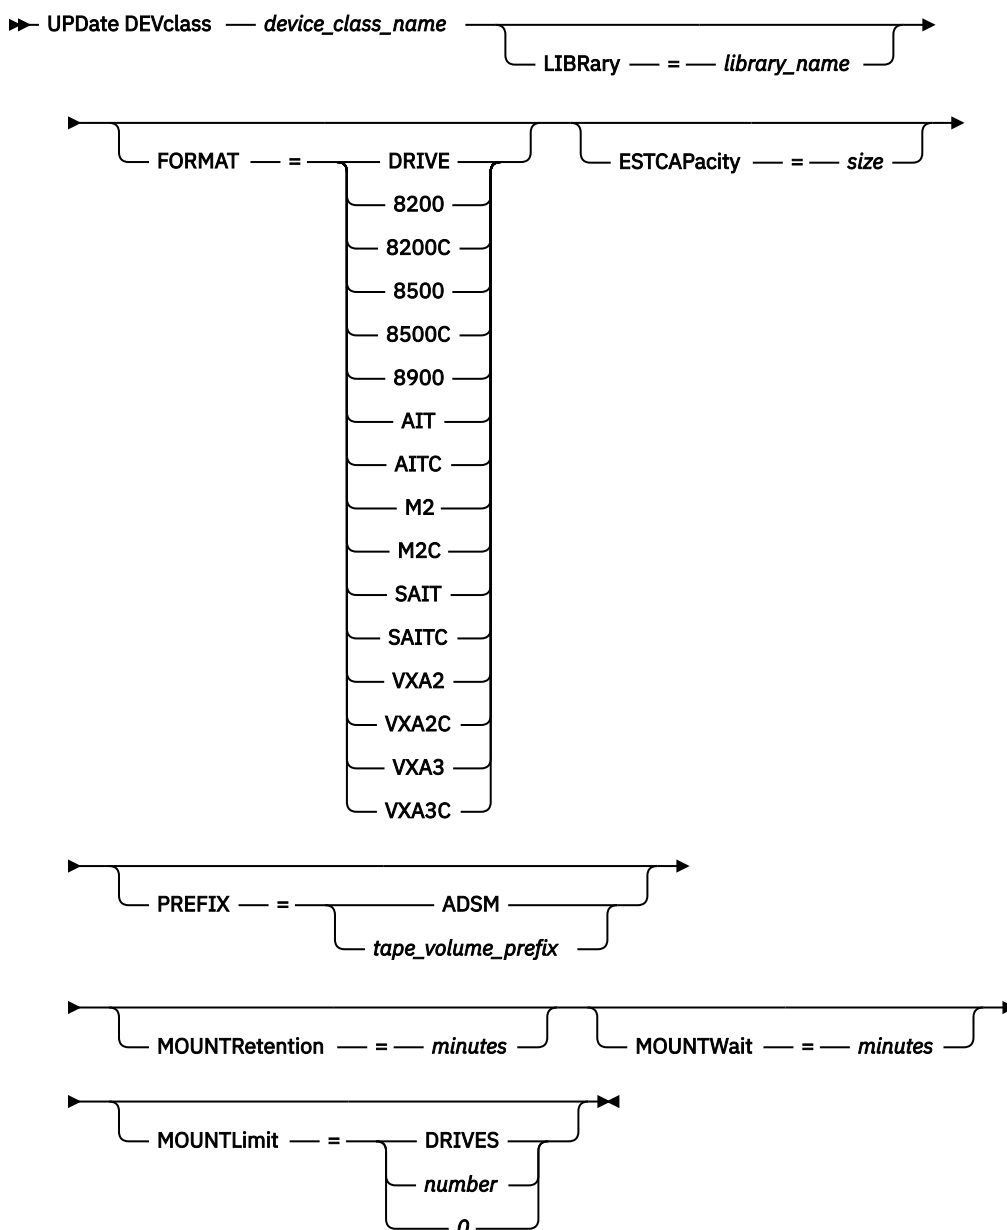 UPDate DEVclass device_class_name
LIBRary = library_name
FORMAT = DRIVE
ESTCAPacity = size
8200
8200C
8500
8500C
8900
AIT
AITC
M2
M2C
SAIT
SAITC
VXA2
VXA2C
VXA3
VXA3C
PREFIX = ADSM
tape_volume_prefix
MOUNTRetention = minutes
MOUNTWait = minutes
MOUNTLimit = DRIVES
number
0